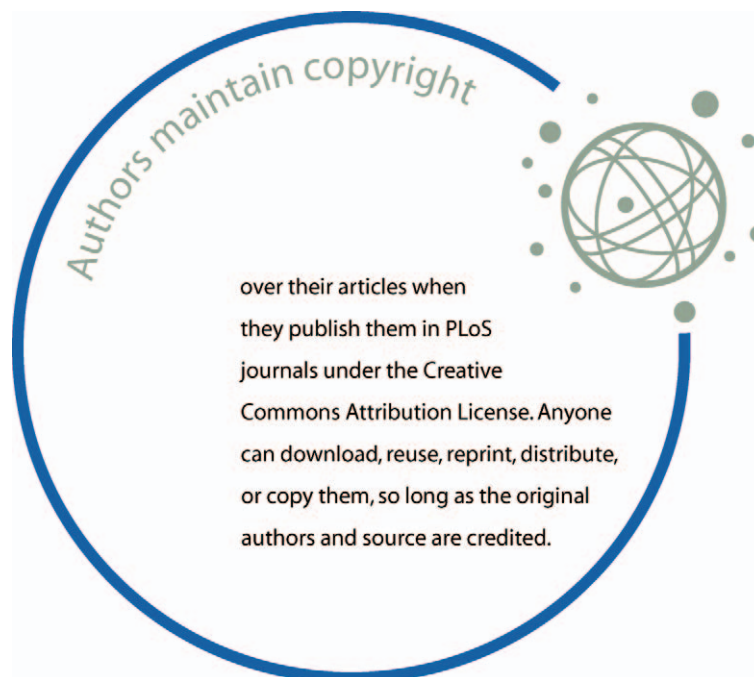 Authors maintain copyright
over their articles when
they publish them in PLoS
journals under the Creative
Commons Attribution License. Anyone
can download, reuse, reprint, distribute,
or copy them, so long as the original
authors and source are credited.